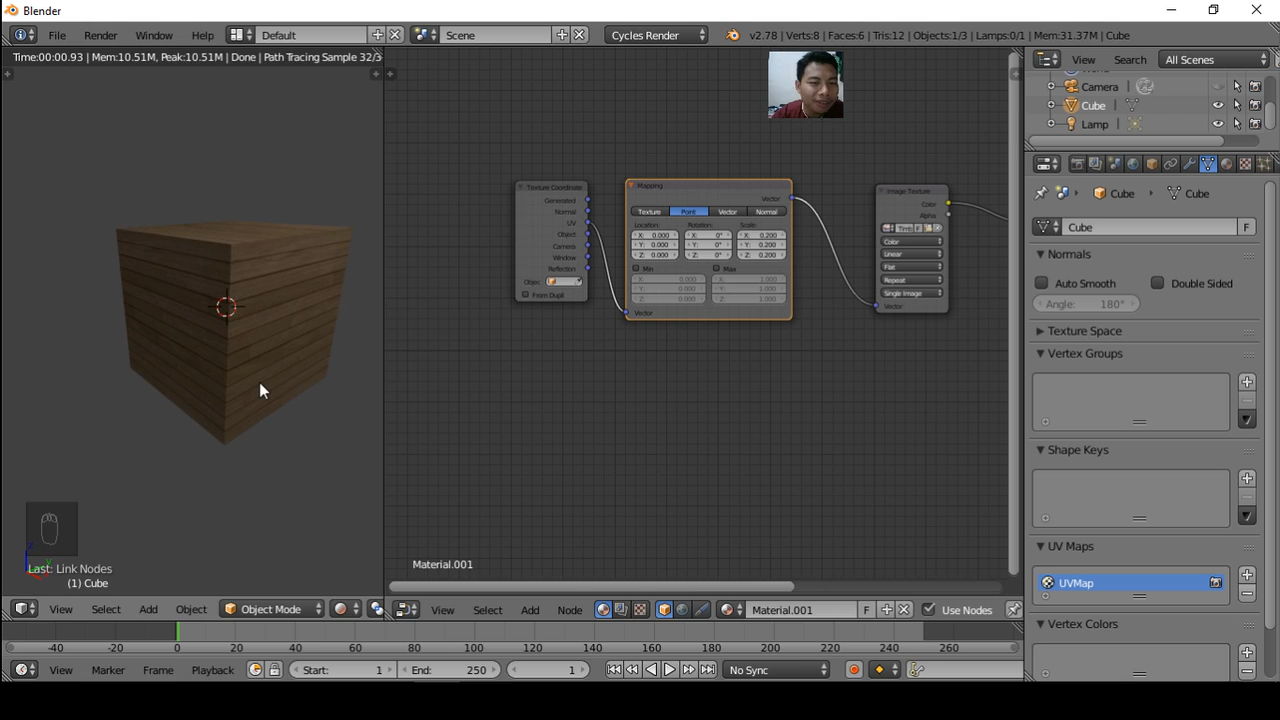 Blender
File Render Window Help Default Scene Cycles Render v2.78 | Verts:8 | Faces:6 | Tris:12 | Objects:1/3 | Lamps:0/1 | Mem:31.37M | Cube
Time:00:00.93 | Mem:10.51M, Peak:10.51M | Done | Path Tracing Sample 32/3
View Search All Scenes
Camera
Cube
Lamp
Texture Coordinate
Generated
Normal
UV
Object
Camera
Window
Reflection
Objec:
From Dupli
Mapping
Vector
Texture Point Vector Normal
Location: Rotation: Scale:
X: 0.000 X: 0° X: 0.200
Y: 0.000 Y: 0° Y: 0.200
Z: 0.000 Z: 0° Z: 0.200
Min Max
X: 0.000 X: 1.000
Y: 0.000 Y: 1.000
Z: 0.000 Z: 1.000
Vector
Image Texture
Color
Alpha
Timb F
Color
Linear
Flat
Repeat
Single Image
Vector
Cube Cube
Cube F
Normals
Auto Smooth Double Sided
Angle: 180°
Texture Space
Vertex Groups
Shape Keys
UV Maps
UVMap
Vertex Colors
Last: Link Nodes
(1) Cube
Material.001
View Select Add Object Object Mode
View Select Add Node Material.001 F Use Nodes
-40 -20 0 20 40 60 80 100 120 140 160 180 200 220 240 260
View Marker Frame Playback Start: 1 End: 250 1 No Sync